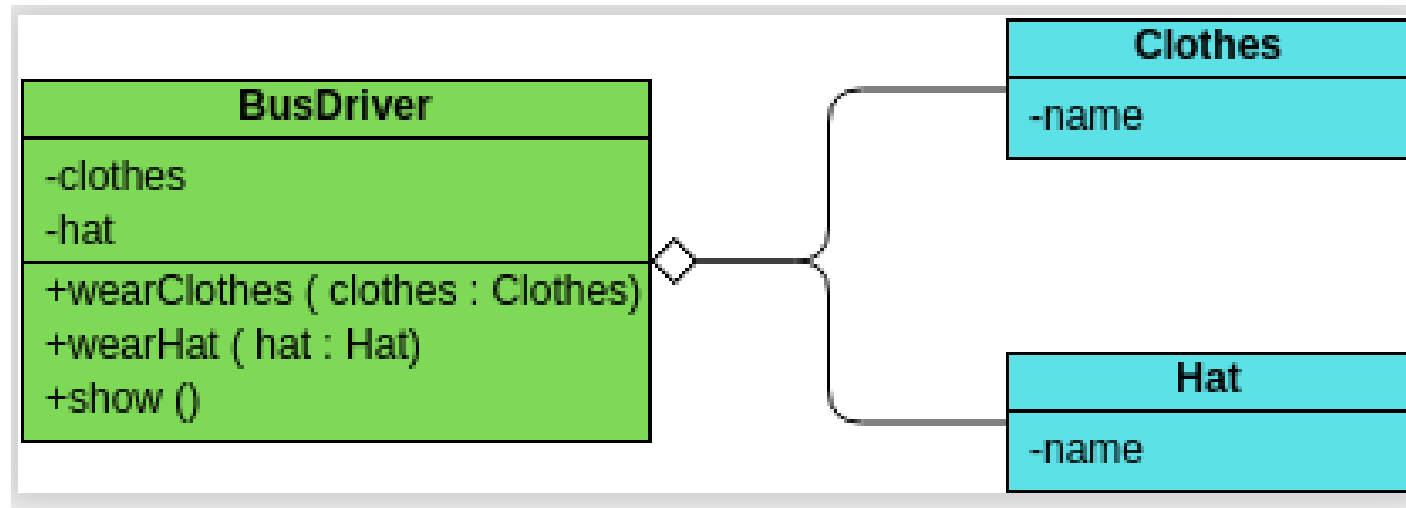 BusDriver
-clothes
-hat
+wearClothes ( clothes : Clothes)
+wearHat ( hat : Hat)
+show ()
Clothes
-name
Hat
-name